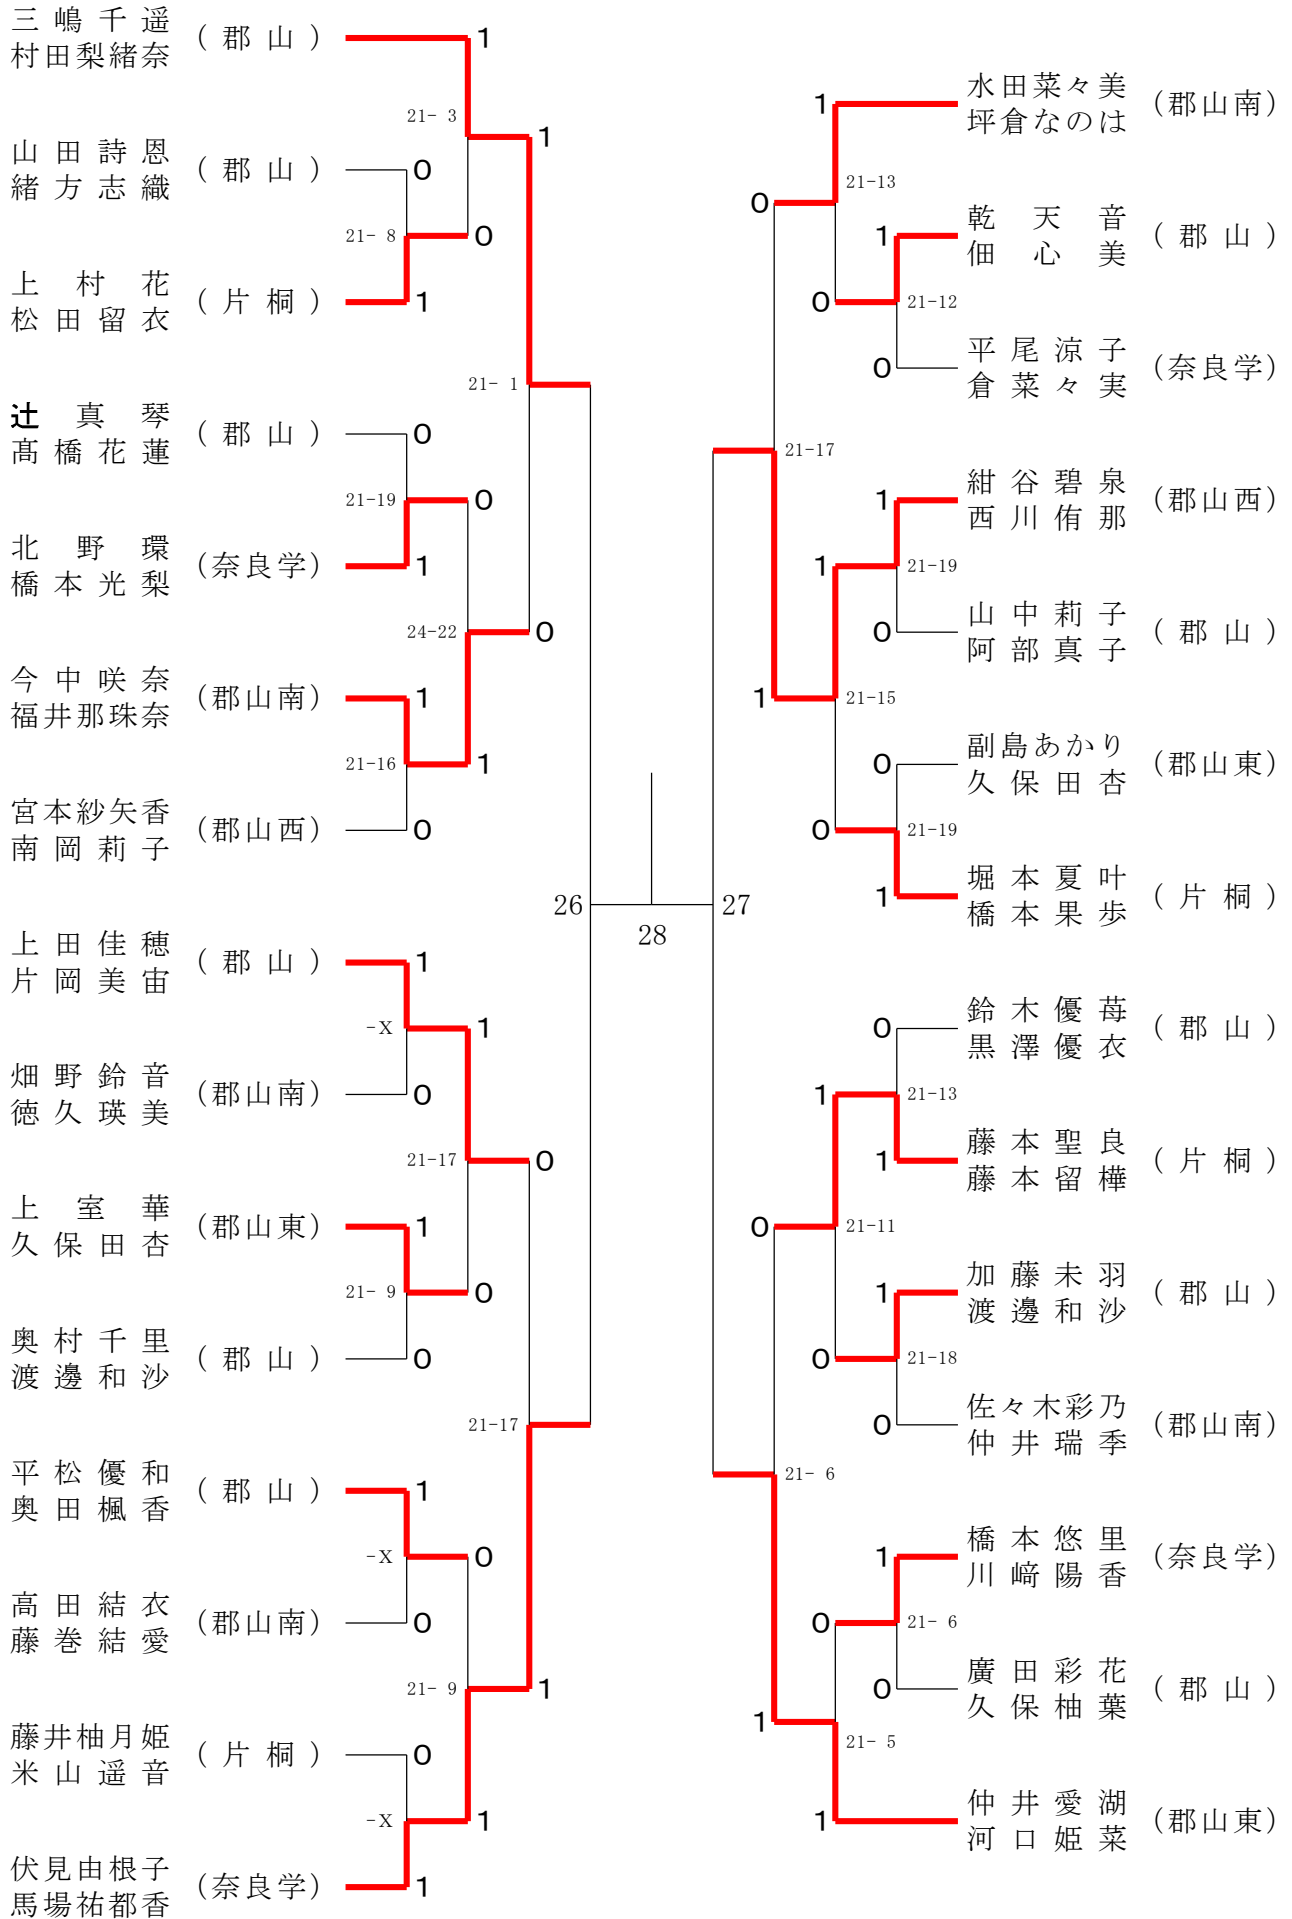 三嶋千遥
村田梨緒奈
(郡山)
1
21- 3
1
山田詩恩
緒方志織
(郡山)
0
21- 8
0
上村花
松田留衣
(片桐)
1
21- 1
辻真琴
髙橋花蓮
(郡山)
0
21-19
0
北野環
橋本光梨
(奈良学)
1
24-22
0
今中咲奈
福井那珠奈
(郡山南)
1
21-16
1
宮本紗矢香
南岡莉子
(郡山西)
0
26
上田佳穂
片岡美宙
(郡山)
1
-X
1
畑野鈴音
徳久瑛美
(郡山南)
0
21-17
0
上室華
久保田杏
(郡山東)
1
21- 9
0
奥村千里
渡邊和沙
(郡山)
0
21-17
平松優和
奥田楓香
(郡山)
1
-X
0
高田結衣
藤巻結愛
(郡山南)
0
21- 9
1
藤井柚月姫
米山遥音
(片桐)
0
-X
1
伏見由根子
馬場祐都香
(奈良学)
1
28
水田菜々美
坪倉なのは
(郡山南)
1
21-13
0
乾天音
佃心美
(郡山)
1
21-12
0
平尾涼子
倉菜々実
(奈良学)
0
21-17
紺谷碧泉
西川侑那
(郡山西)
1
21-19
1
山中莉子
阿部真子
(郡山)
0
21-15
1
副島あかり
久保田杏
(郡山東)
0
21-19
0
堀本夏叶
橋本果歩
(片桐)
1
27
鈴木優苺
黒澤優衣
(郡山)
0
21-13
1
藤本聖良
藤本留樺
(片桐)
1
21-11
0
加藤未羽
渡邊和沙
(郡山)
1
21-18
0
佐々木彩乃
仲井瑞季
(郡山南)
0
21- 6
橋本悠里
川﨑陽香
(奈良学)
1
21- 6
0
廣田彩花
久保柚葉
(郡山)
0
21- 5
1
仲井愛湖
河口姫菜
(郡山東)
1